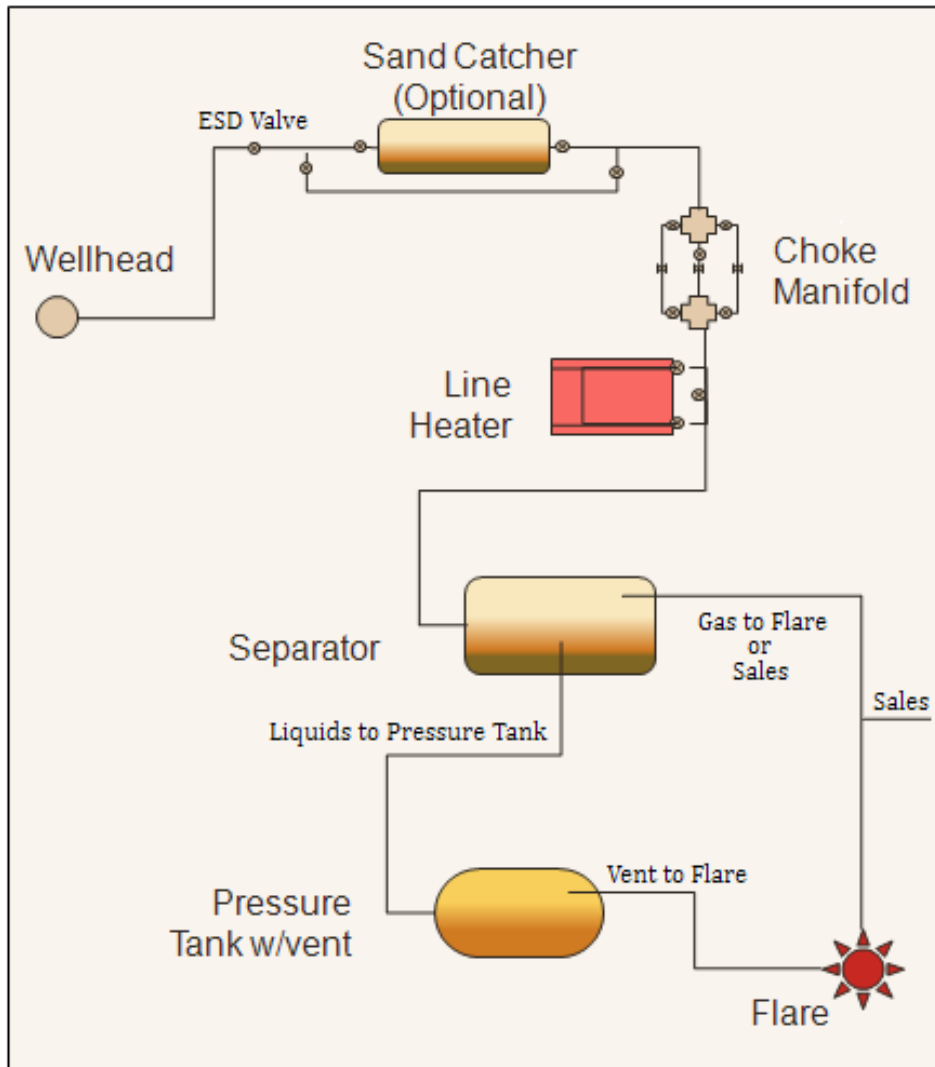 Sand Catcher
(Optional)
ESD Valve
Wellhead
Choke
Manifold
Line
Heater
Separator
Gas to Flare
or
Sales
Sales
Liquids to Pressure Tank
Pressure
Tank w/vent
Vent to Flare
Flare